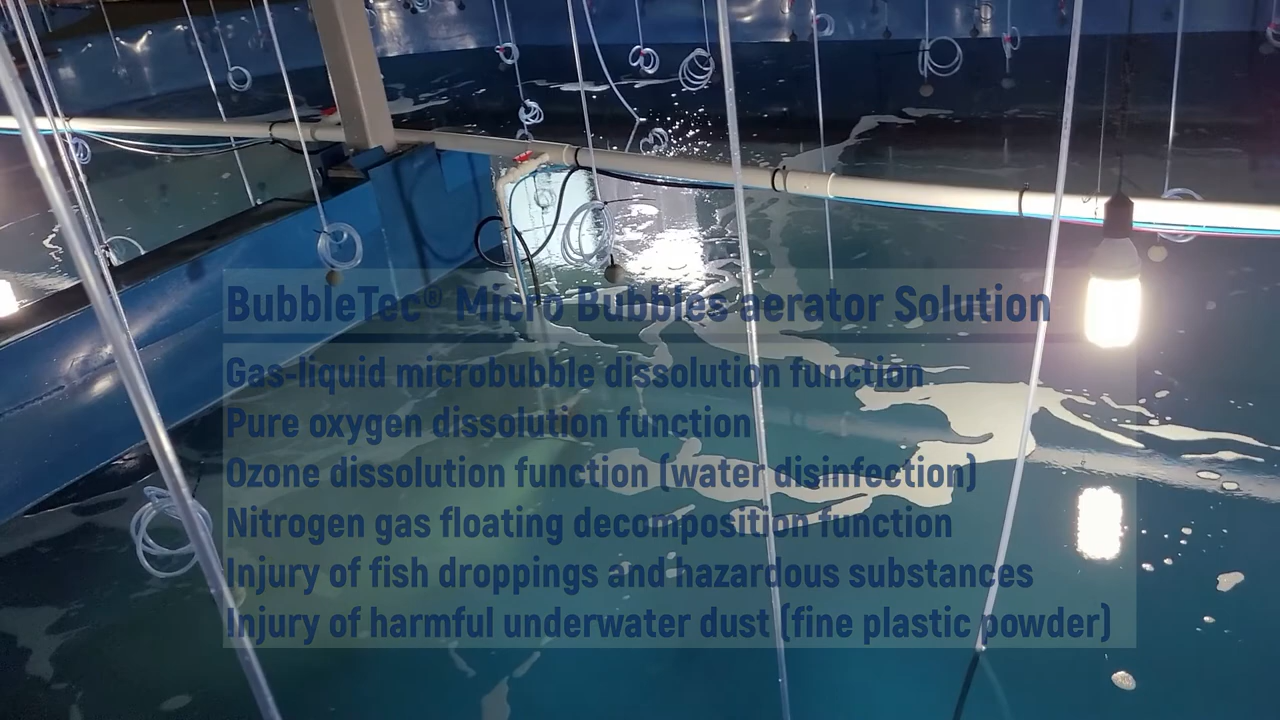 BubbleTec® Micro Bubbles aerator Solution
Gas-liquid microbubble dissolution function
Pure oxygen dissolution function
Ozone dissolution function (water disinfection)
Nitrogen gas floating decomposition function
Injury of fish droppings and hazardous substances
Injury of harmful underwater dust (fine plastic powder)